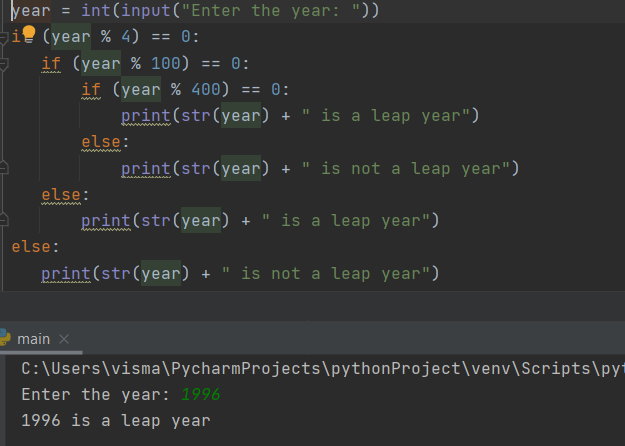 year = int(input("Enter the year: "))
i (year % 4) == 0:
    if (year % 100) == 0:
        if (year % 400) == 0:
            print(str(year) + " is a leap year")
        else:
            print(str(year) + " is not a leap year")
    else:
        print(str(year) + " is a leap year")
else:
    print(str(year) + " is not a leap year")
main ×
C:\Users\visma\PycharmProjects\pythonProject\venv\Scripts\pyt
Enter the year: 1996
1996 is a leap year